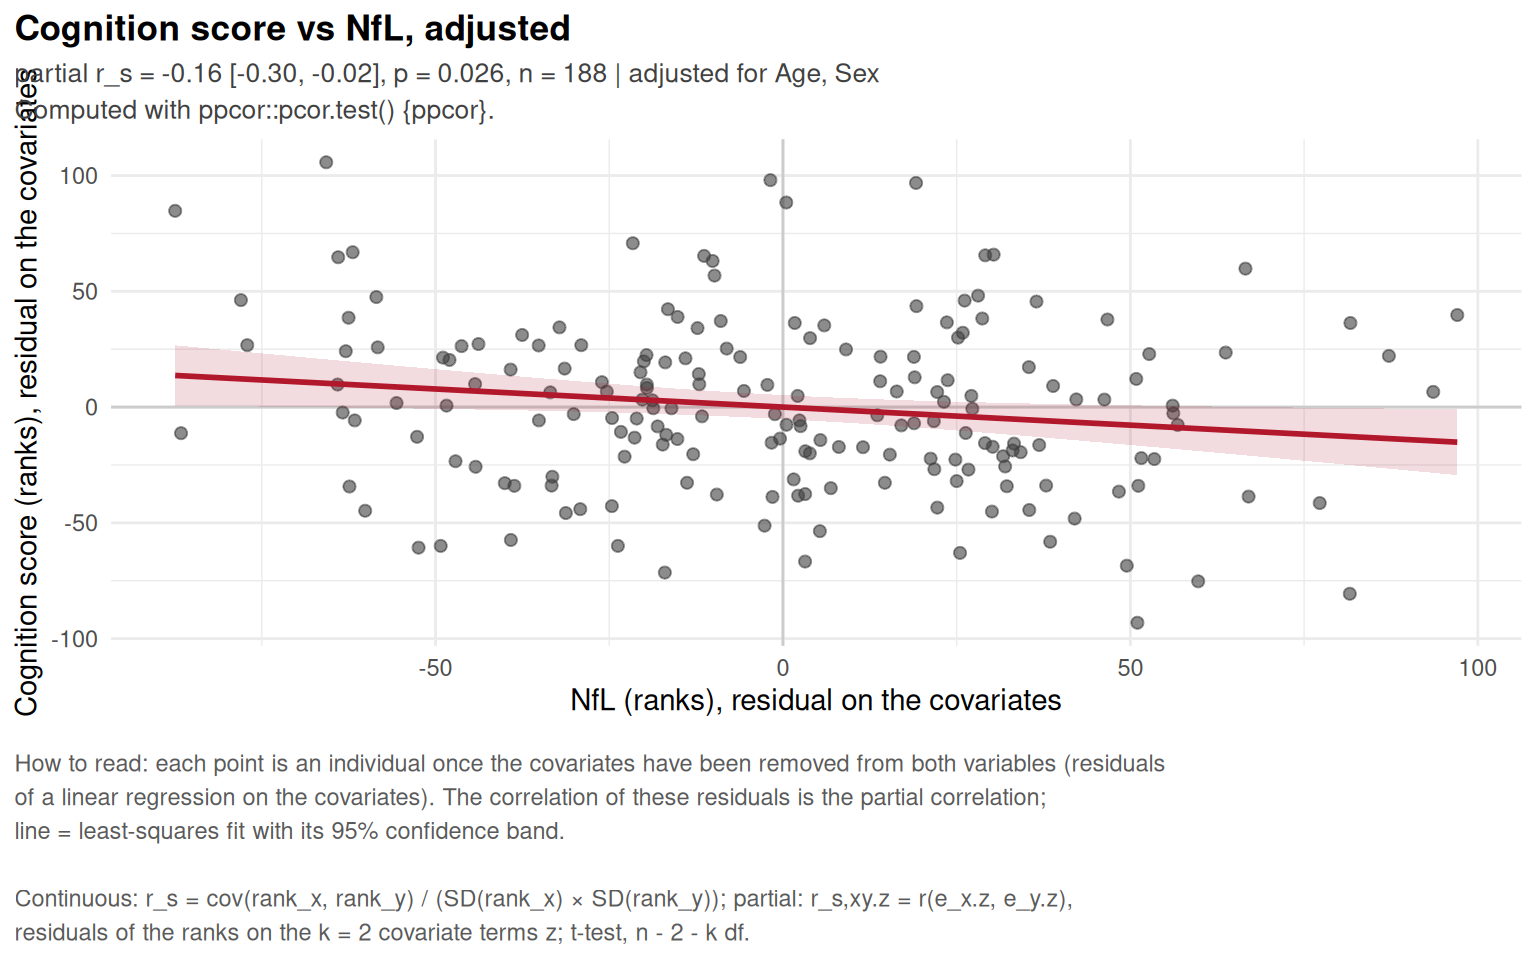 Cognition score vs NfL, adjusted
partial r_s = -0.16 [-0.30, -0.02], p = 0.026, n = 188 | adjusted for Age, Sex
Computed with ppcor::pcor.test() {ppcor}.
Cognition score (ranks), residual on the covariates
100
50
0
-50
-100
-50
0
50
100
NfL (ranks), residual on the covariates
How to read: each point is an individual once the covariates have been removed from both variables (residuals
of a linear regression on the covariates). The correlation of these residuals is the partial correlation;
line = least-squares fit with its 95% confidence band.
Continuous: r_s = cov(rank_x, rank_y) / (SD(rank_x) × SD(rank_y)); partial: r_s,xy.z = r(e_x.z, e_y.z),
residuals of the ranks on the k = 2 covariate terms z; t-test, n - 2 - k df.